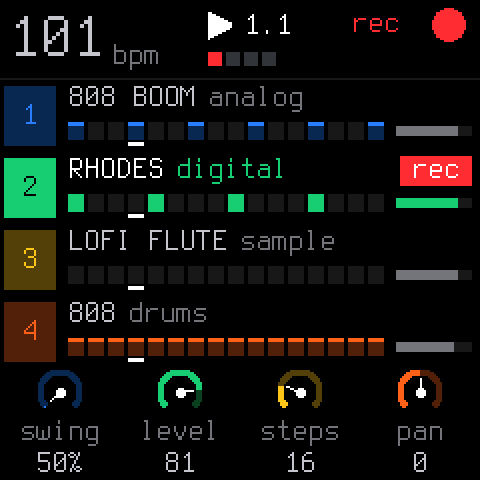 101 bpm 1.1 rec
1 808 BOOM analog
2 RHODES digital rec
3 LOFI FLUTE sample
4 808 drums
swing level steps pan
50% 81 16 0